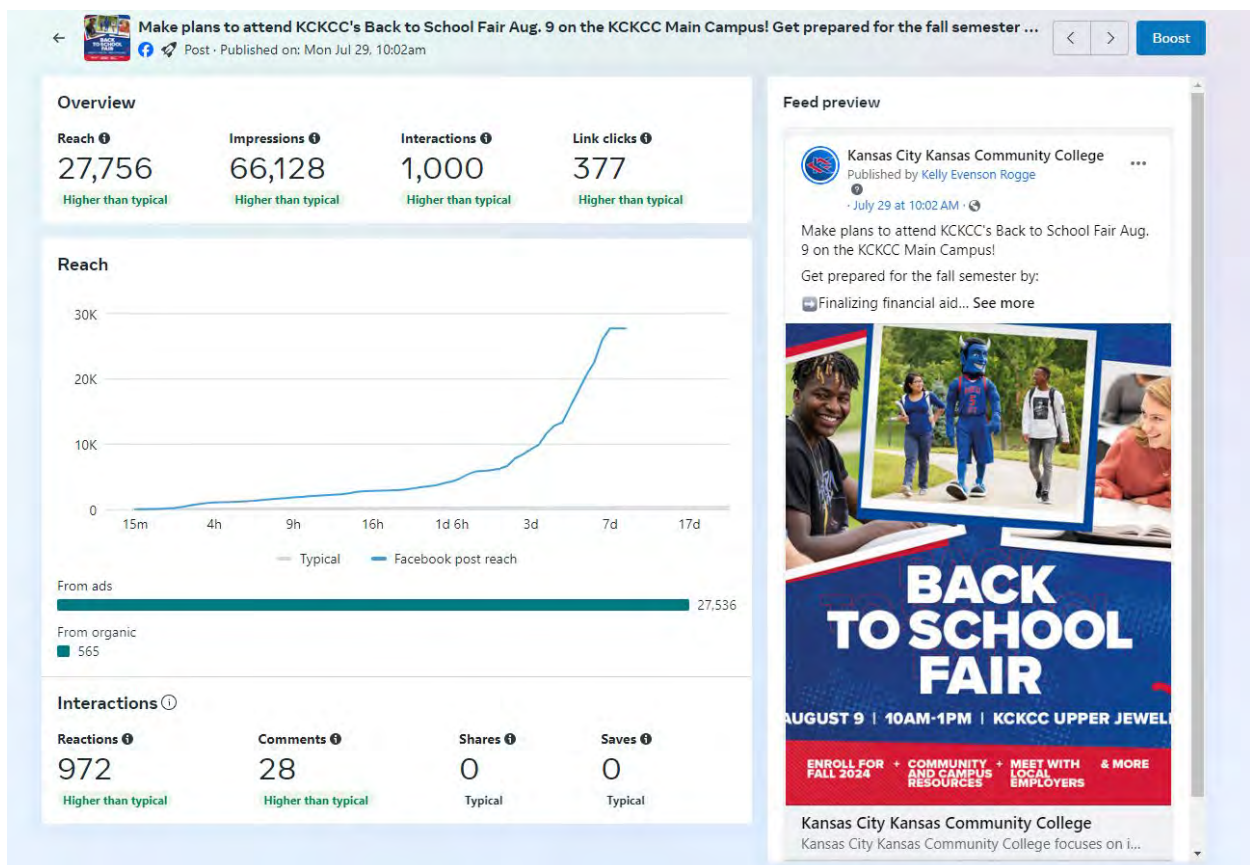 Make plans to attend KCKCC's Back to School Fair Aug. 9 on the KCKCC Main Campus! Get prepared for the fall semester ...
Post · Published on: Mon Jul 29, 10:02am
Boost
Overview
Reach Impressions Interactions Link clicks
27,756 66,128 1,000 377
Higher than typical Higher than typical Higher than typical Higher than typical
Reach
30K
20K
10K
0
15m 4h 9h 16h 1d 6h 3d 7d 17d
Typical Facebook post reach
From ads
27,536
From organic
565
Interactions
Reactions Comments Shares Saves
972 28 0 0
Higher than typical Higher than typical Typical Typical
Feed preview
Kansas City Kansas Community College
Published by Kelly Evenson Rogge
· July 29 at 10:02 AM ·
Make plans to attend KCKCC's Back to School Fair Aug.
9 on the KCKCC Main Campus!
Get prepared for the fall semester by:
Finalizing financial aid... See more
BACK
TO SCHOOL
FAIR
AUGUST 9 | 10AM-1PM | KCKCC UPPER JEWEL
ENROLL FOR + COMMUNITY + MEET WITH & MORE
FALL 2024 AND CAMPUS LOCAL
RESOURCES EMPLOYERS
Kansas City Kansas Community College
Kansas City Kansas Community College focuses on i...